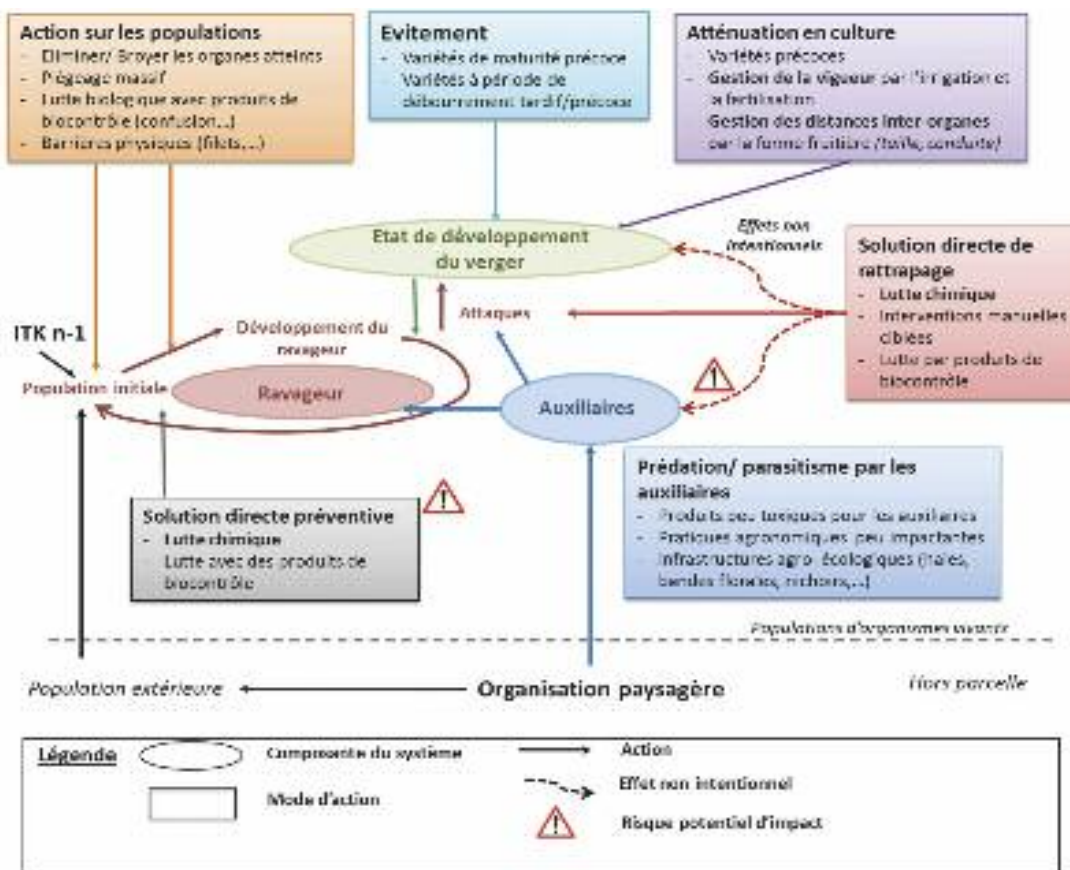 Action sur les populations
- Eliminer/ Broyer les organes atteints
- Piégeage massif
- Lutte biologique avec produits de
biocontrôle (confusion...)
- Barrières physiques (filets,...)
Evitement
- Variétés de maturité précoce
- Variétés à période de
débourrement tardif/précoce
Atténuation en culture
- Variétés précoces
- Gestion de la vigueur par l'irrigation et
la fertilisation
Gestion des distances inter-organes
par la forme fruitière (taille, conduite)
Effets non
intentionnels
Etat de développement
du verger
Solution directe de
rattrapage
- Lutte chimique
- Interventions manuelles
ciblées
- Lutte par produits de
biocontrôle
Attaques
ITK n-1
Développement du
ravageur
Population initiale
Ravageur
Auxiliaires
Solution directe préventive
- Lutte chimique
- Lutte avec des produits de
biocontrôle
Prédation/ parasitisme par les
auxiliaires
- Produits peu toxiques pour les auxiliaires
- Pratiques agronomiques peu impactantes
- Infrastructures agro-écologiques (haies,
bandes florales, nichoirs,...)
Populations d'organismes vivants
Population extérieure
Organisation paysagère
Hors parcelle
Légende
Composante du système
Action
Mode d'action
Effet non intentionnel
Risque potentiel d'impact